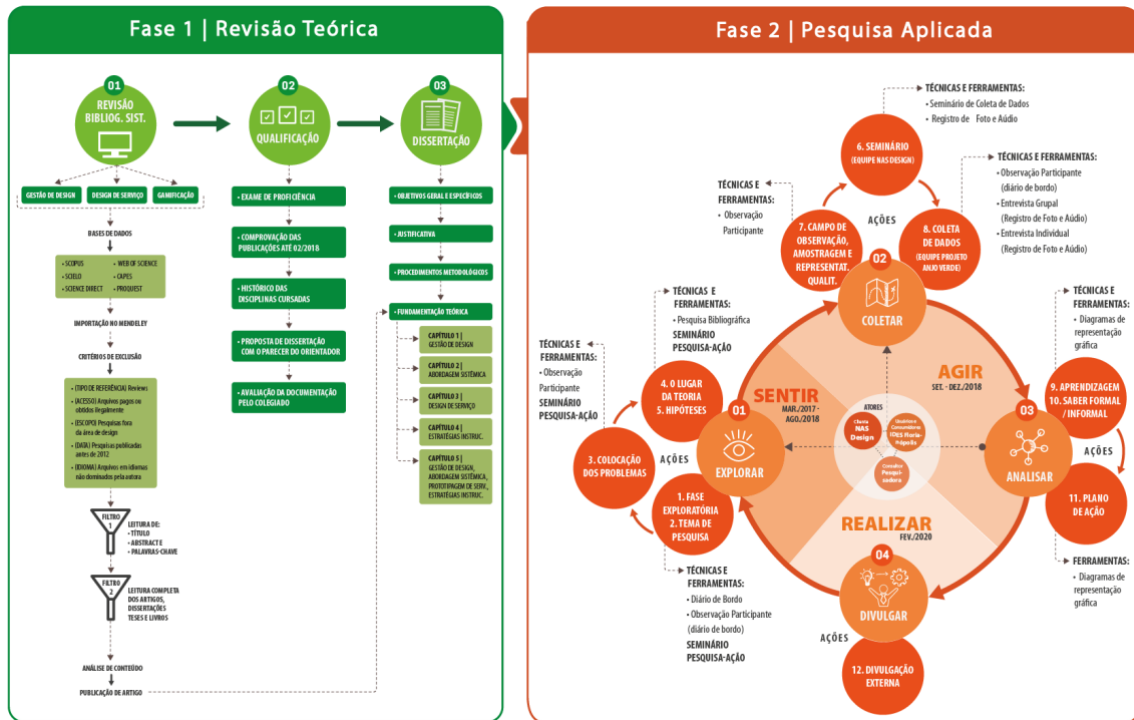 Fase 1 | Revisão Teórica
01
REVISÃO
BIBLIOG. SIST.
GESTÃO DE DESIGN
DESIGN DE SERVIÇO
GAMIFICAÇÃO
BASES DE DADOS
• SCOPUS
• WEB OF SCIENCE
• SCIELO
• CAPES
• SCIENCE DIRECT
• PROQUEST
IMPORTAÇÃO NO MENDELEY
CRITÉRIOS DE EXCLUSÃO
• (TIPO DE REFERÊNCIA) Reviews
• (ACESSO) Arquivos pagos ou
obtidos ilegalmente
• (ESCOPO) Pesquisas fora
da área de design
• (DATA) Pesquisas publicadas
antes de 2012
• (IDIOMA) Arquivos em idiomas
não dominados pela autora
FILTRO
1
LEITURA DE:
• TÍTULO
• ABSTRACT E
• PALAVRAS-CHAVE
FILTRO
2
LEITURA COMPLETA
DOS ARTIGOS,
DISSERTAÇÕES
TESES E LIVROS
ANÁLISE DE CONTEÚDO
PUBLICAÇÃO DE ARTIGO
02
QUALIFICAÇÃO
• EXAME DE PROFICIÊNCIA
• COMPROVAÇÃO DAS
PUBLICAÇÕES ATÉ 02/2018
• HISTÓRICO DAS
DISCIPLINAS CURSADAS
• PROPOSTA DE DISSERTAÇÃO
COM O PARECER DO ORIENTADOR
• AVALIAÇÃO DA DOCUMENTAÇÃO
PELO COLEGIADO
03
DISSERTAÇÃO
• OBJETIVOS GERAL E ESPECÍFICOS
• JUSTIFICATIVA
• PROCEDIMENTOS METODOLÓGICOS
• FUNDAMENTAÇÃO TEÓRICA
CAPÍTULO 1 |
GESTÃO DE DESIGN
CAPÍTULO 2 |
ABORDAGEM SISTÊMICA
CAPÍTULO 3 |
DESIGN DE SERVIÇO
CAPÍTULO 4 |
ESTRATÉGIAS INSTRUC.
CAPÍTULO 5 |
GESTÃO DE DESIGN,
ABORDAGEM SISTÊMICA,
PROTOTIPAGEM DE SERV.,
ESTRATÉGIAS INSTRUC.
Fase 2 | Pesquisa Aplicada
TÉCNICAS E FERRAMENTAS:
• Seminário de Coleta de Dados
• Registro de Foto e Aúdio
6. SEMINÁRIO
(EQUIPE NAS DESIGN)
TÉCNICAS E
FERRAMENTAS:
• Observação
Participante
7. CAMPO DE
OBSERVAÇÃO,
AMOSTRAGEM E
REPRESENTAT.
QUALIT.
AÇÕES
8. COLETA
DE DADOS
(EQUIPE PROJETO
ANJO VERDE)
TÉCNICAS E FERRAMENTAS:
• Observação Participante
(diário de bordo)
• Entrevista Grupal
(Registro de Foto e Aúdio)
• Entrevista Individual
(Registro de Foto e Aúdio)
02
COLETAR
TÉCNICAS E
FERRAMENTAS:
• Pesquisa Bibliográfica
SEMINÁRIO
PESQUISA-AÇÃO
TÉCNICAS E
FERRAMENTAS:
• Observação
Participante
SEMINÁRIO
PESQUISA-AÇÃO
4. O LUGAR
DA TEORIA
5. HIPÓTESES
3. COLOCAÇÃO
DOS PROBLEMAS
AÇÕES
1. FASE
EXPLORATÓRIA
2. TEMA DE
PESQUISA
TÉCNICAS E
FERRAMENTAS:
• Diário de Bordo
• Observação Participante
(diário de bordo)
SEMINÁRIO
PESQUISA-AÇÃO
SENTIR
MAR./2017 -
AGO./2018
01
EXPLORAR
AGIR
SET. - DEZ./2018
ATORES
Cliente
NAS
Design
Usuários e
Consumidores
IDES Floria-
nópolis
Pesqui-
sadora
REALIZAR
FEV./2020
03
ANALISAR
TÉCNICAS E
FERRAMENTAS:
• Diagramas de
representação
gráfica
9. APRENDIZAGEM
10. SABER FORMAL
/ INFORMAL
AÇÕES
11. PLANO
DE AÇÃO
FERRAMENTAS:
• Diagramas de
representação
gráfica
04
DIVULGAR
AÇÕES
12. DIVULGAÇÃO
EXTERNA